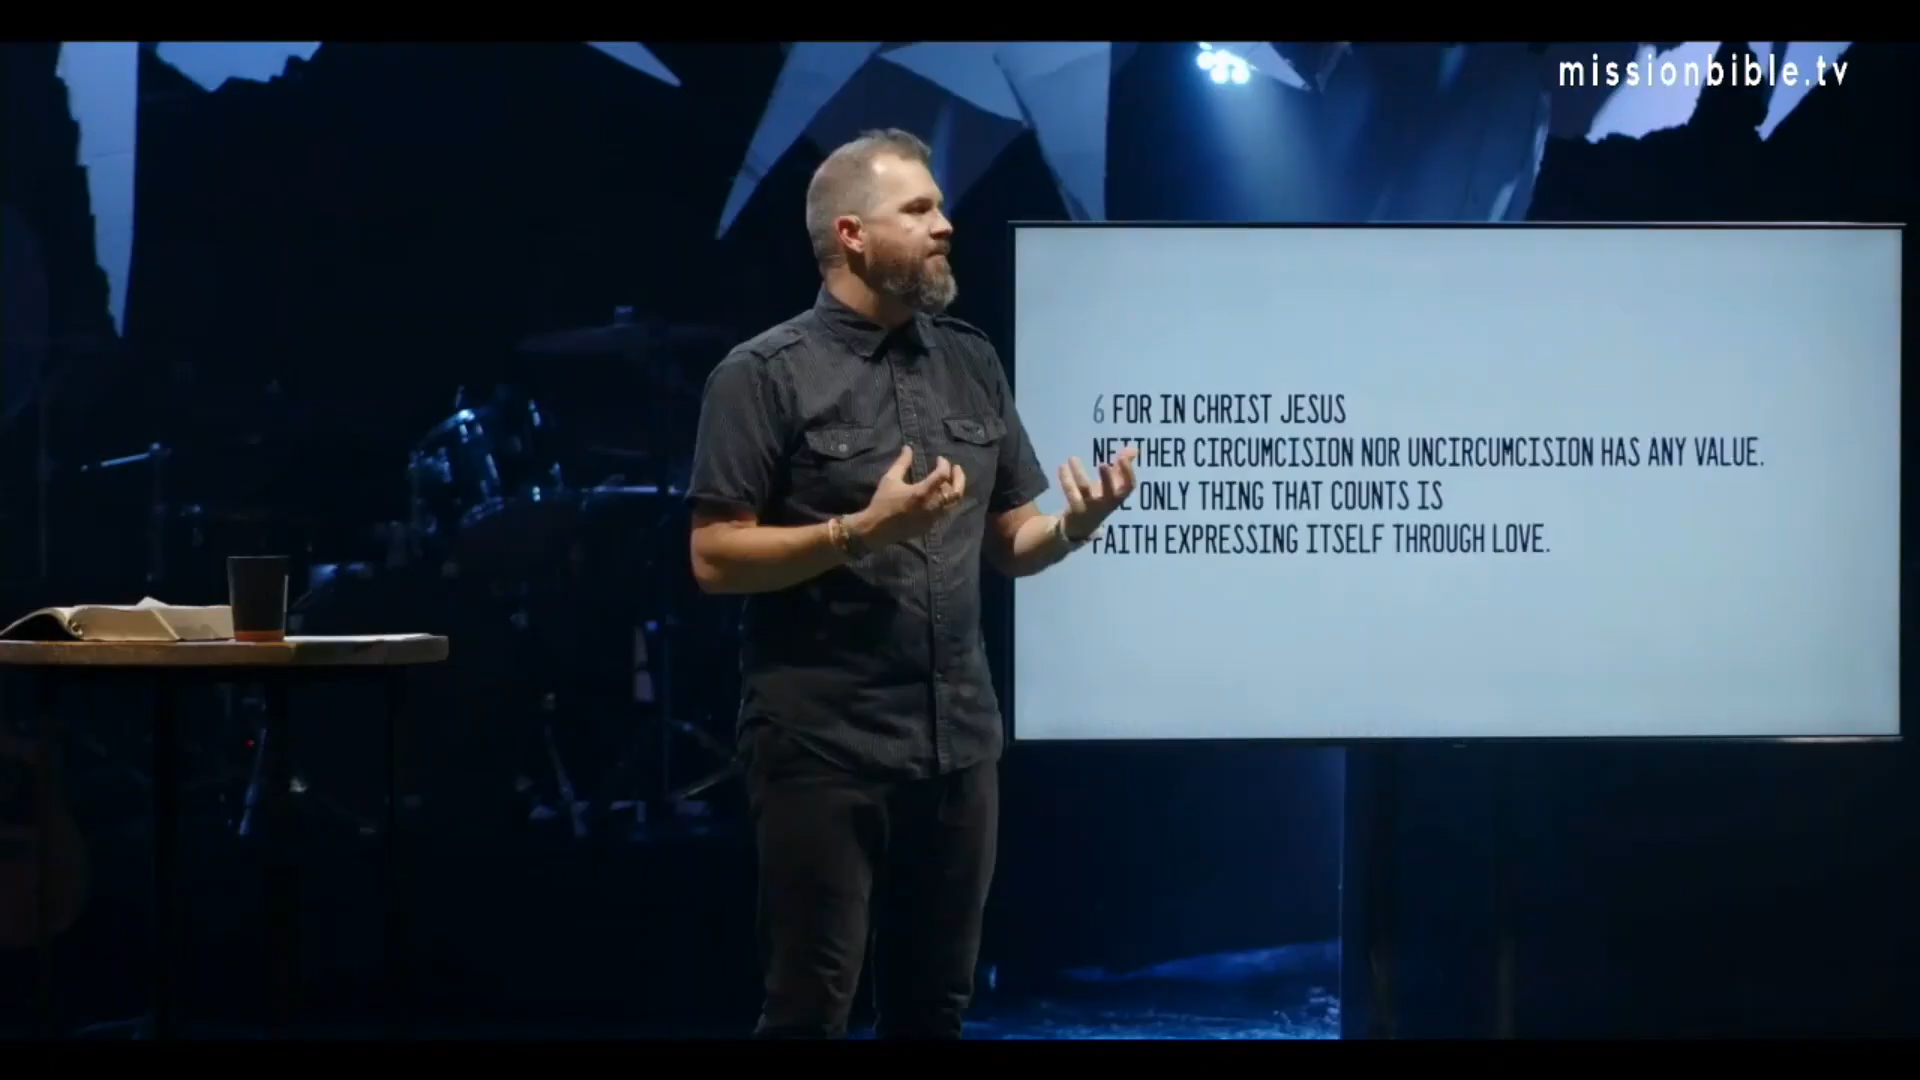 missionbible.tv
6 FOR IN CHRIST JESUS
NEITHER CIRCUMCISION NOR UNCIRCUMCISION HAS ANY VALUE.
ONLY THING THAT COUNTS IS
FAITH EXPRESSING ITSELF THROUGH LOVE.